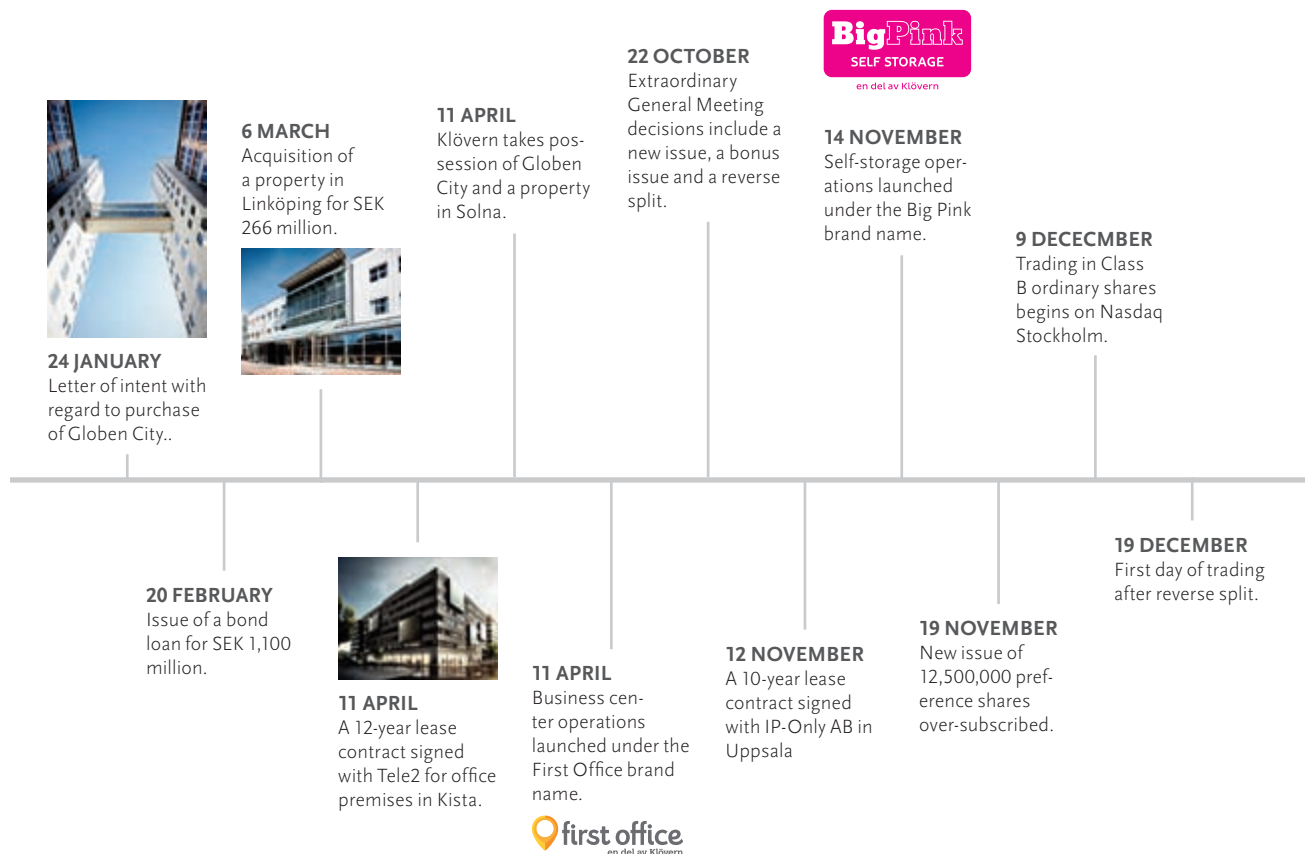 24 JANUARY
Letter of intent with
regard to purchase
of Globen City..
20 FEBRUARY
Issue of a bond
loan for SEK 1,100
million.
6 MARCH
Acquisition of
a property in
Linköping for SEK
266 million.
11 APRIL
A 12-year lease
contract signed
with Tele2 for office
premises in Kista.
11 APRIL
Klövern takes pos-
session of Globen
City and a property
in Solna.
11 APRIL
Business cen-
ter operations
launched under the
First Office brand
name.
first office
en del av Klövern
22 OCTOBER
Extraordinary
General Meeting
decisions include a
new issue, a bonus
issue and a reverse
split.
12 NOVEMBER
A 10-year lease
contract signed
with IP-Only AB in
Uppsala
BigPink
SELF STORAGE
en del av Klövern
14 NOVEMBER
Self-storage oper-
ations launched
under the Big Pink
brand name.
19 NOVEMBER
New issue of
12,500,000 pref-
erence shares
over-subscribed.
9 DECECMBER
Trading in Class
B ordinary shares
begins on Nasdaq
Stockholm.
19 DECEMBER
First day of trading
after reverse split.